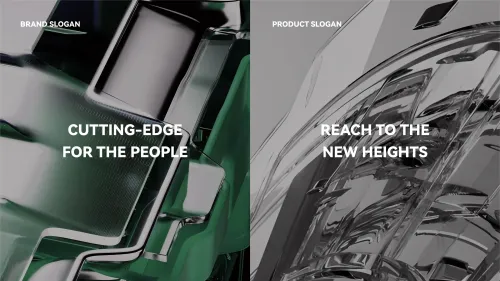 BRAND SLOGAN
CUTTING-EDGE
FOR THE PEOPLE
PRODUCT SLOGAN
REACH TO THE
NEW HEIGHTS